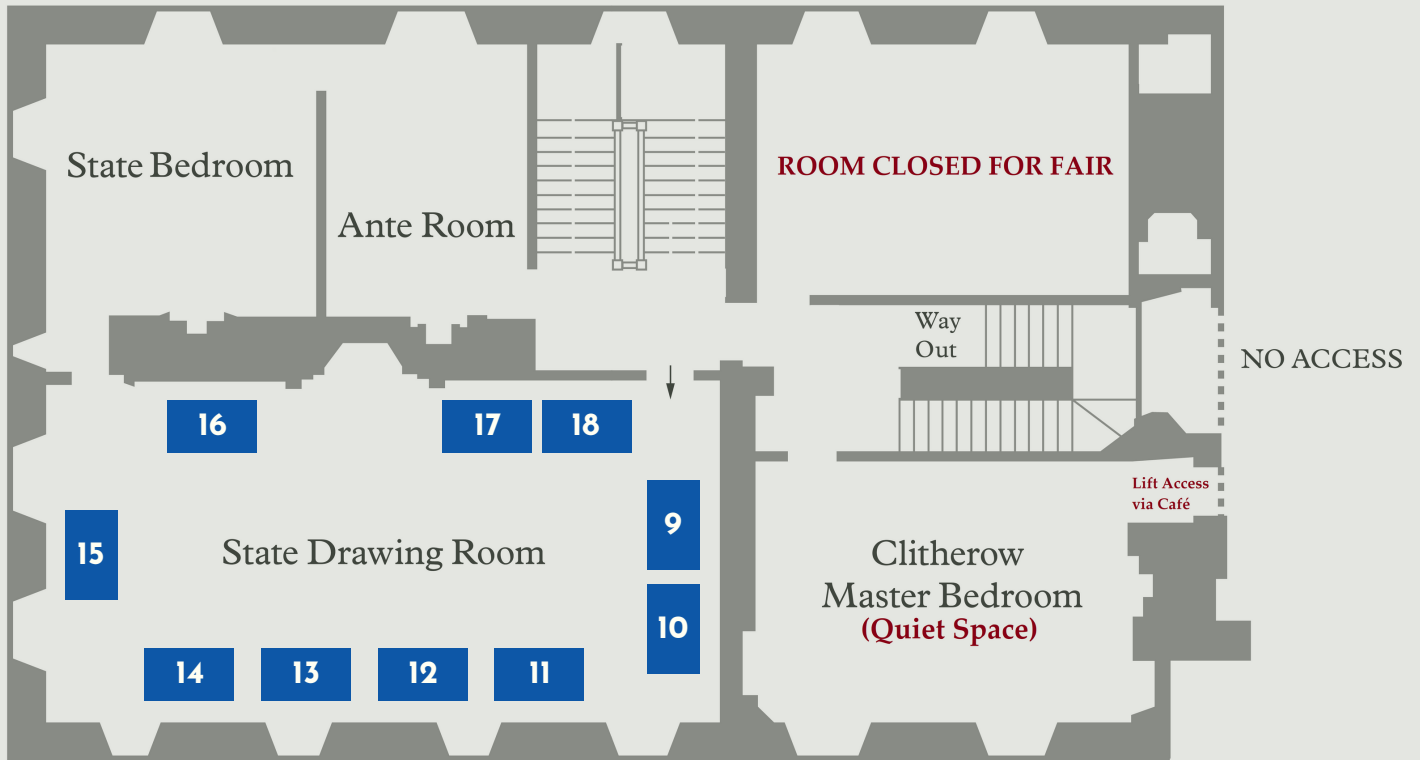 State Bedroom
Ante Room
ROOM CLOSED FOR FAIR
Way
Out
NO ACCESS
16
17
18
9
Lift Access
via Café
15
State Drawing Room
Clitherow
Master Bedroom
(Quiet Space)
10
14
13
12
11